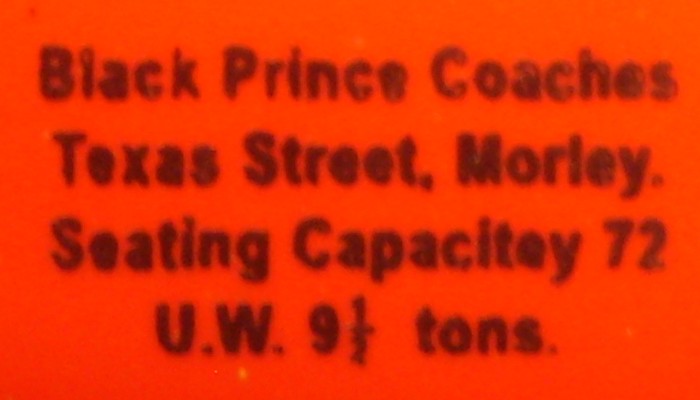 Black Prince Coaches
Texas Street, Morley.
Seating Capacitey 72
U.W. 9½ tons.